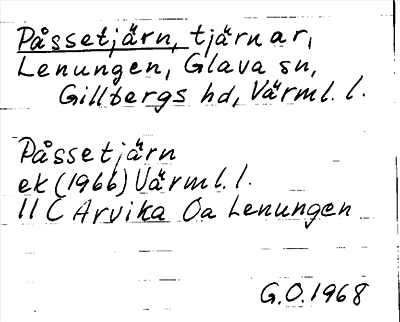 Påssetjärn, tjärnar,
Lenungen, Glava sn,
Gillbergs hd, Värml. l.
Påssetjärn
ek (1966) Värml. l.
11 C Arvika Oa Lenungen
G.O. 1968